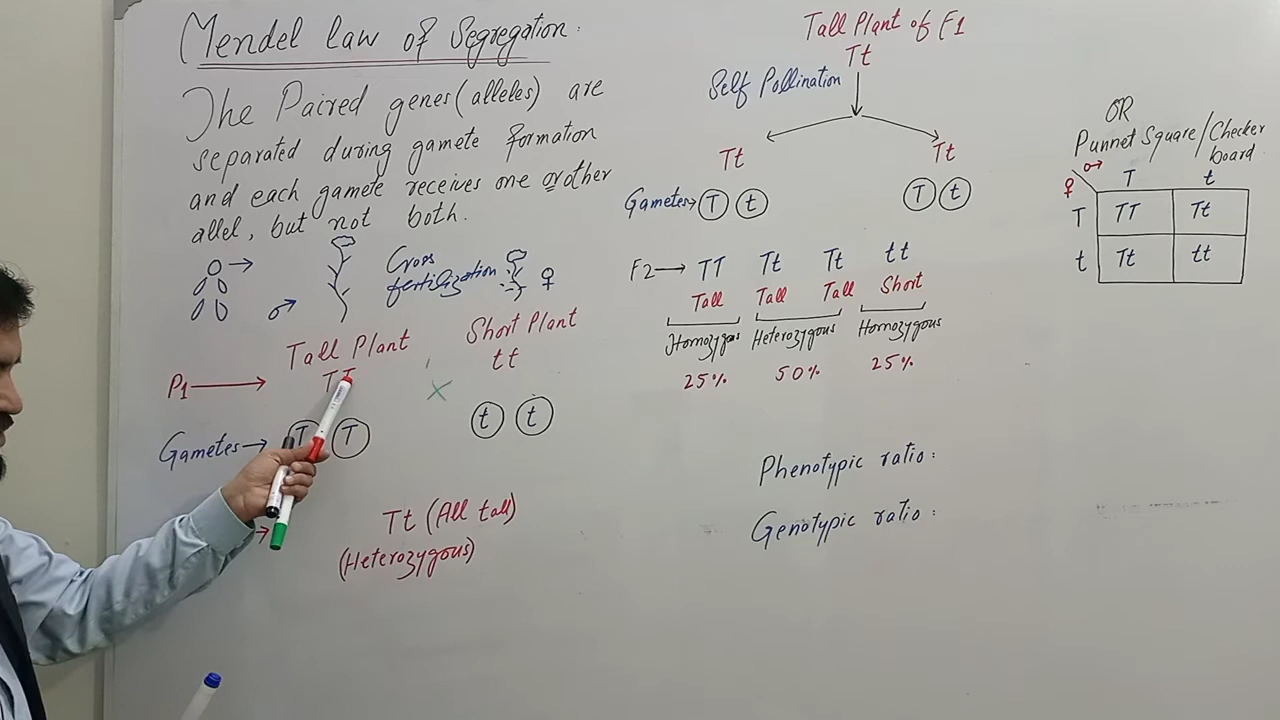 Mendel law of Segregation.
The Paired genes (alleles) are
separated during gamete formation
and each gamete receives one or other
allel, but not both.
Cross
fertilization
♂
♀
Tall Plant
Short Plant
P1 → TT × tt
Gametes → T T t t
Tt (All tall)
(Heterozygous)
Tall Plant of F1
Tt
Self Pollination
Tt Tt
Gametes → T t T t
F2 → TT Tt Tt tt
Tall Tall Tall Short
Homozygous Heterozygous Homozygous
25% 50% 25%
Phenotypic ratio:
Genotypic ratio:
OR
Punnet Square/Checker
board.
♂
♀ T t
T TT Tt
t Tt tt